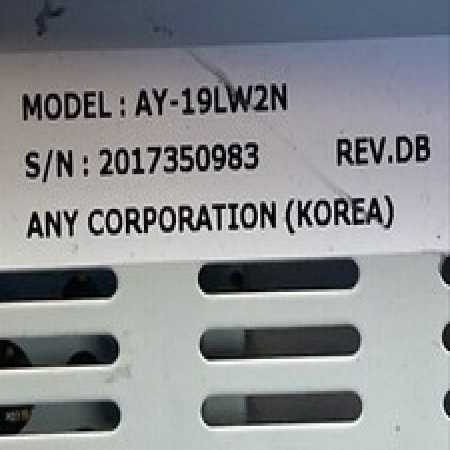 MODEL : AY-19LW2N
S/N : 2017350983 REV.DB
ANY CORPORATION (KOREA)